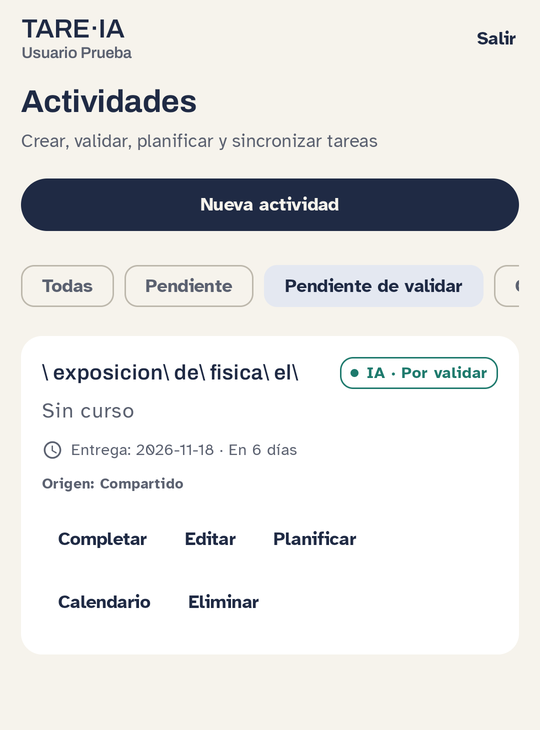 TARE·IA
Usuario Prueba
Salir
Actividades
Crear, validar, planificar y sincronizar tareas
Nueva actividad
Todas
Pendiente
Pendiente de validar
\ exposicion\ de\ fisica\ el\
IA · Por validar
Sin curso
Entrega: 2026-11-18 · En 6 días
Origen: Compartido
Completar
Editar
Planificar
Calendario
Eliminar